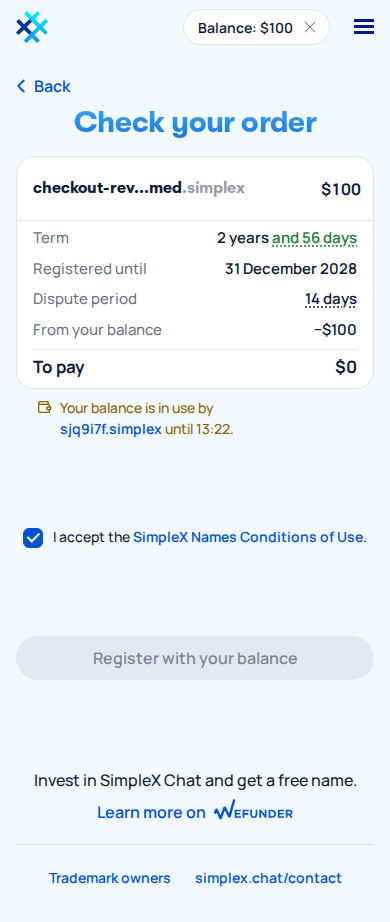 Balance: $100
Back
Check your order
checkout-rev...med.simplex $100
Term 2 years and 56 days
Registered until 31 December 2028
Dispute period 14 days
From your balance −$100
To pay $0
Your balance is in use by
sjq9i7f.simplex until 13:22.
I accept the SimpleX Names Conditions of Use.
Register with your balance
Invest in SimpleX Chat and get a free name.
Learn more on WEFUNDER
Trademark owners simplex.chat/contact